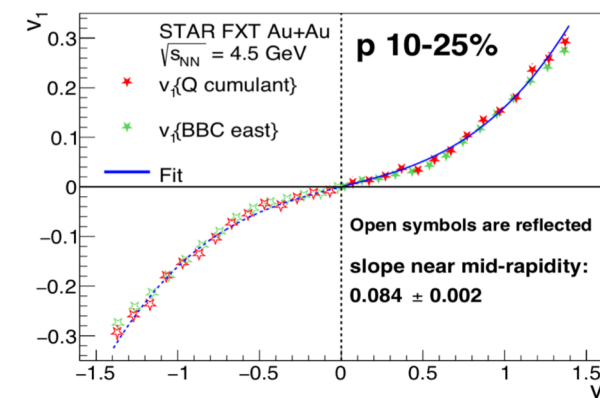 v₁
STAR FXT Au+Au
√sNN = 4.5 GeV
p 10-25%
v₁{Q cumulant}
v₁{BBC east}
Fit
Open symbols are reflected
slope near mid-rapidity:
0.084 ± 0.002
0.3
0.2
0.1
0
−0.1
−0.2
−0.3
−1.5 −1 −0.5 0 0.5 1 1.5